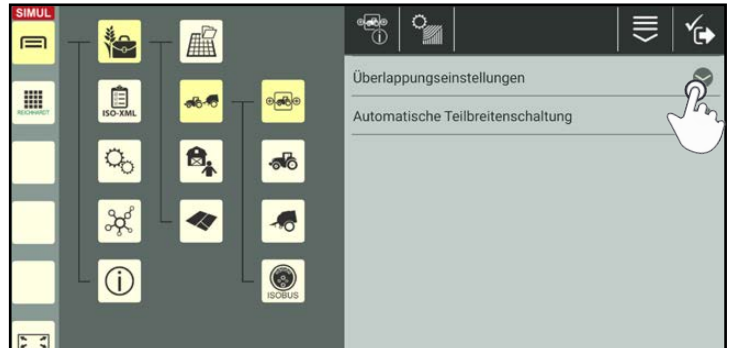 SIMUL
REICHHARDT
ISO-XML
ISOBUS
Überlappungseinstellungen
Automatische Teilbreitenschaltung